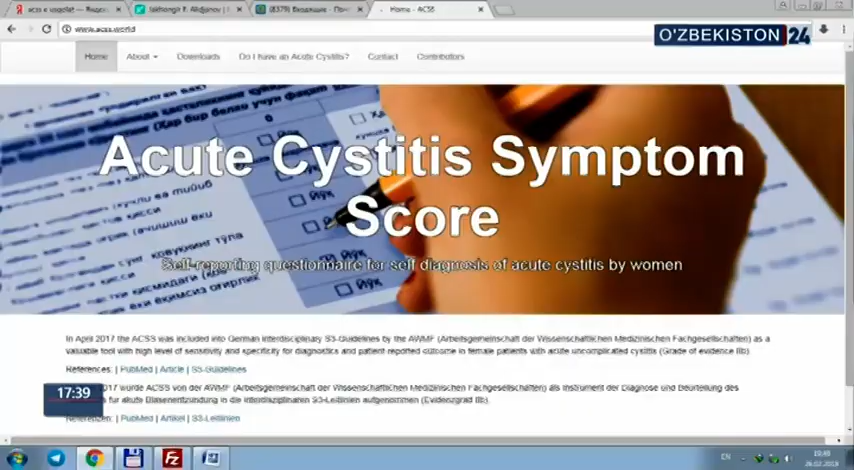 Home - ACSS
www.acss.world
O'ZBEKISTON 24
Home About Downloads Do I have an Acute Cystitis? Contact Contributors
Acute Cystitis Symptom
Score
Self-reporting questionnaire for self diagnosis of acute cystitis by women
In April 2017 the ACSS was included into German interdisciplinary S3-Guidelines by the AWMF (Arbeitsgemeinschaft der Wissenschaftlichen Medizinischen Fachgesellschaften) as a
valuable tool with high level of sensitivity and specificity for diagnostics and patient-reported outcome in female patients with acute uncomplicated cystitis (Grade of evidence IIb).
References: | PubMed | Article | S3-Guidelines
17:39
2017 wurde ACSS von der AWMF (Arbeitsgemeinschaft der Wissenschaftlichen Medizinischen Fachgesellschaften) als Instrument der Diagnose und Beurteilung des
für akute Blasenentzündung in die interdisziplinären S3-Leitlinien aufgenommen (Evidenzgrad IIb).
Referenzen: | PubMed | Artikel | S3-Leitlinien
EN